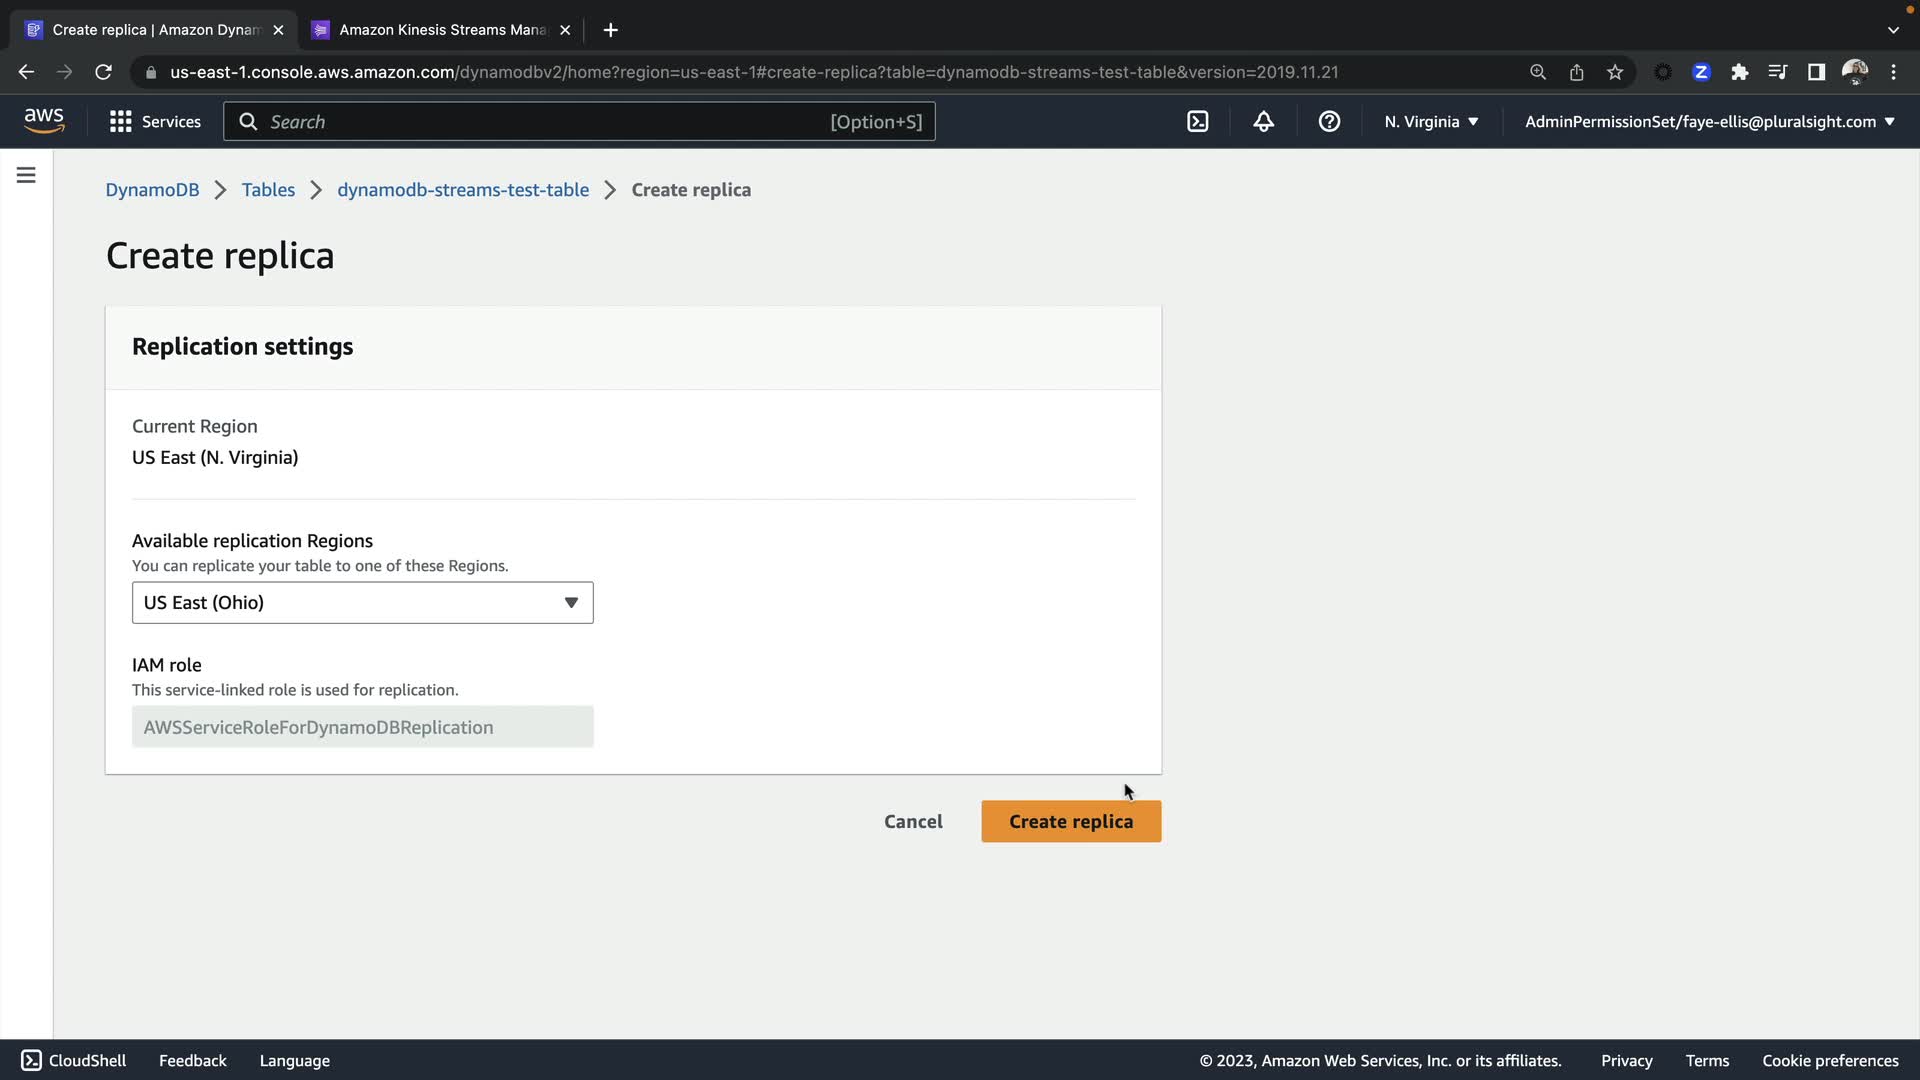 Create replica | Amazon Dynam
Amazon Kinesis Streams Mana
us-east-1.console.aws.amazon.com/dynamodbv2/home?region=us-east-1#create-replica?table=dynamodb-streams-test-table&version=2019.11.21
Z
aws
Services
Search
[Option+S]
N. Virginia
AdminPermissionSet/faye-ellis@pluralsight.com
DynamoDB
Tables
dynamodb-streams-test-table
Create replica
Create replica
Replication settings
Current Region
US East (N. Virginia)
Available replication Regions
You can replicate your table to one of these Regions.
US East (Ohio)
IAM role
This service-linked role is used for replication.
AWSServiceRoleForDynamoDBReplication
Cancel
Create replica
CloudShell
Feedback
Language
© 2023, Amazon Web Services, Inc. or its affiliates.
Privacy
Terms
Cookie preferences